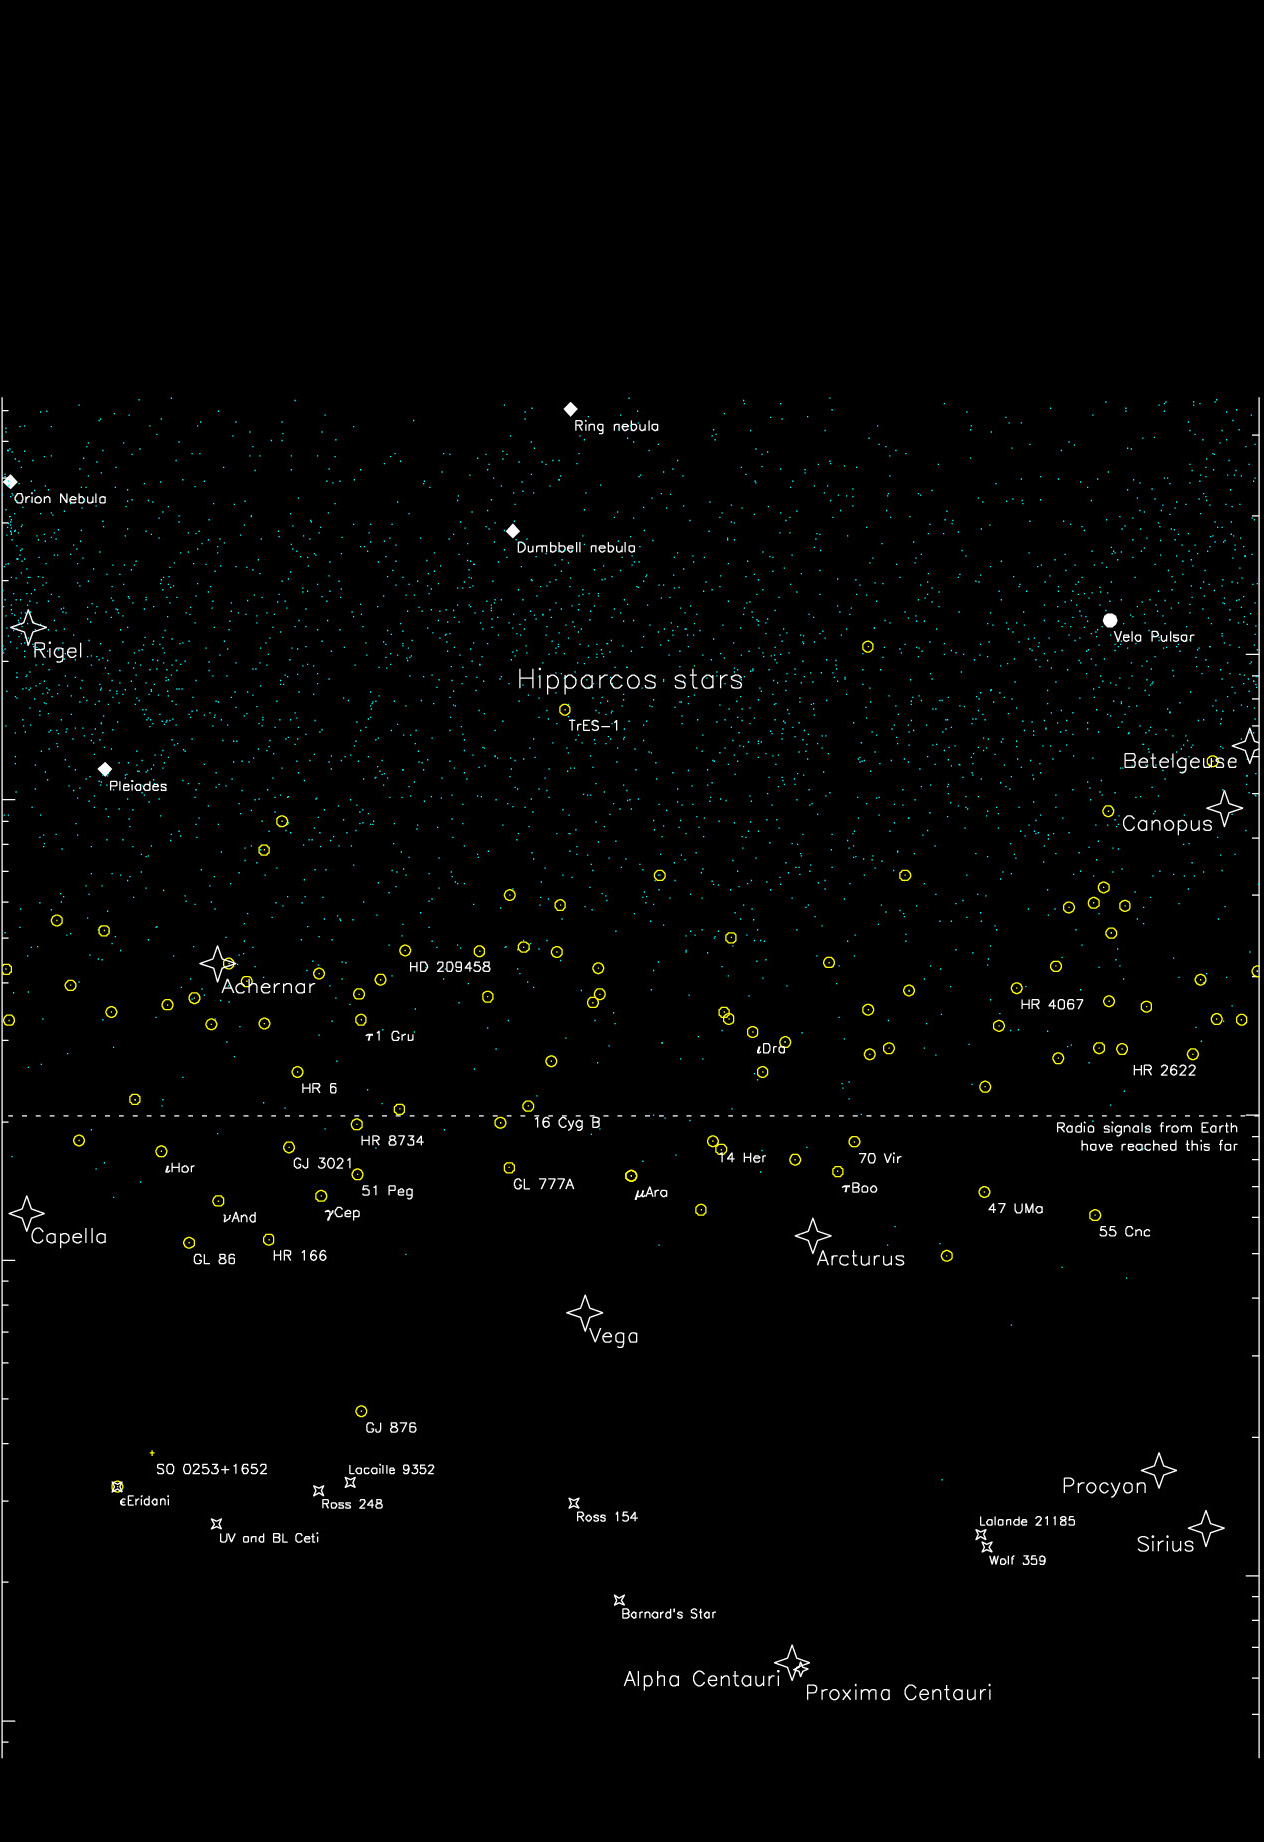 Ring nebula
Orion Nebula
Dumbbell nebula
Vela Pulsar
Rigel
Hipparcos stars
TrES-1
Betelgeuse
Pleiades
Canopus
HD 209458
Achernar
HR 4067
τ1 Gru
ιDra
HR 2622
HR 6
16 Cyg B
Radio signals from Earth
have reached this far
HR 8734
14 Her
70 Vir
GJ 3021
ιHor
GL 777A
51 Peg
μAra
τBoo
47 UMa
γCep
υAnd
55 Cnc
Capella
HR 166
GL 86
Arcturus
Vega
GJ 876
SO 0253+1652
Lacaille 9352
Procyon
εEridani
Ross 248
Ross 154
Lalande 21185
UV and BL Ceti
Sirius
Wolf 359
Barnard's Star
Alpha Centauri
Proxima Centauri